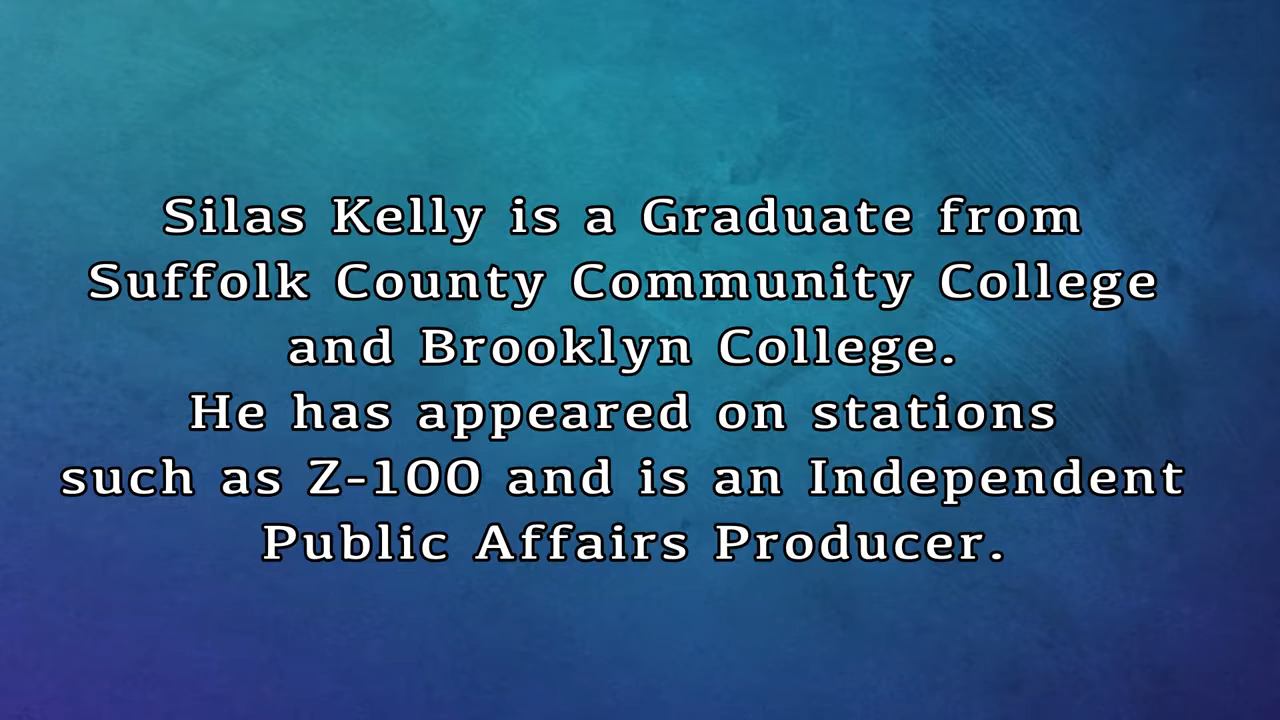 Silas Kelly is a Graduate from
Suffolk County Community College
and Brooklyn College.
He has appeared on stations
such as Z-100 and is an Independent
Public Affairs Producer.